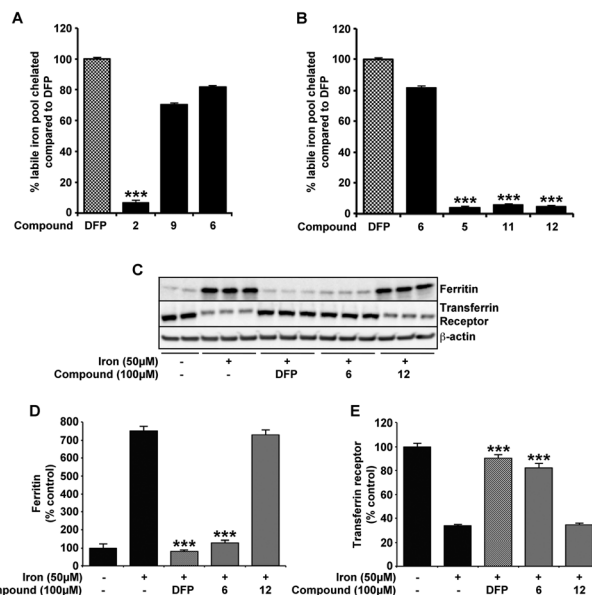 A
% labile iron pool chelated
compared to DFP
120
100
80
60
40
20
0
***
Compound DFP 2 9 6
B
% labile iron pool chelated
compared to DFP
120
100
80
60
40
20
0
*** *** ***
Compound DFP 6 5 11 12
C
Ferritin
Transferrin
Receptor
β-actin
Iron (50µM) - + + + +
Compound (100µM) - - DFP 6 12
D
Ferritin
(% control)
800
700
600
500
400
300
200
100
0
*** ***
Iron (50µM) - + + + +
Compound (100µM) - - DFP 6 12
E
Transferrin receptor
(% control)
120
100
80
60
40
20
0
*** ***
Iron (50µM) - + + + +
Compound (100µM) - - DFP 6 12